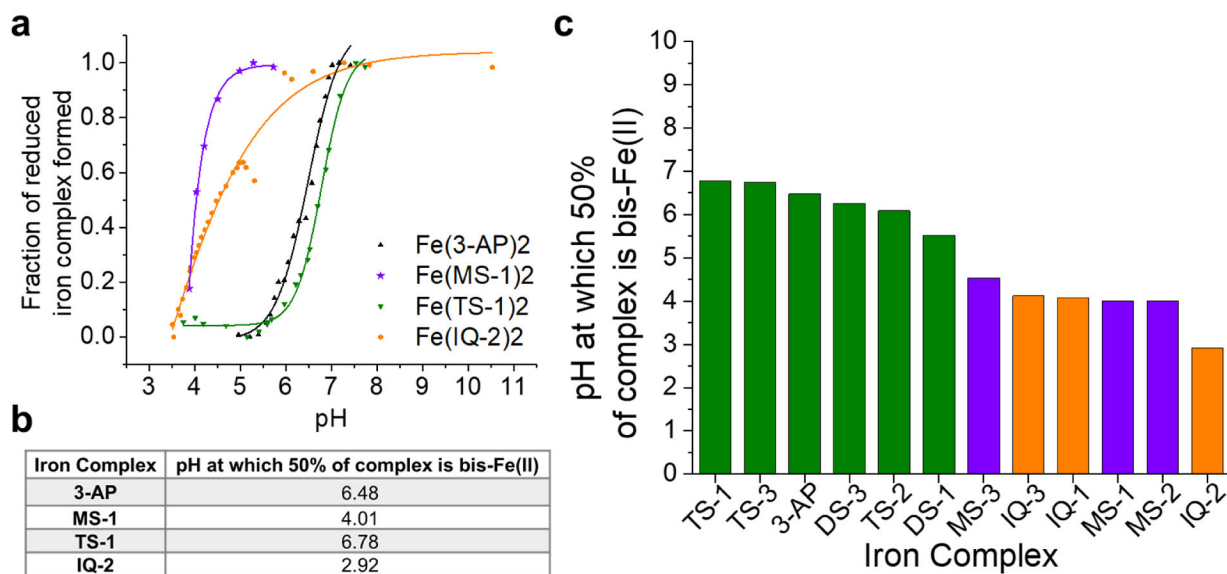 a
Fraction of reduced
iron complex formed
1.0
0.8
0.6
0.4
0.2
0.0
Fe(3-AP)2
Fe(MS-1)2
Fe(TS-1)2
Fe(IQ-2)2
3 4 5 6 7 8 9 10 11
pH
b
Iron Complex pH at which 50% of complex is bis-Fe(II)
3-AP 6.48
MS-1 4.01
TS-1 6.78
IQ-2 2.92
c
pH at which 50%
of complex is bis-Fe(II)
10
9
8
7
6
5
4
3
2
1
0
TS-1 TS-3 3-AP DS-3 TS-2 DS-1 MS-3 IQ-3 IQ-1 MS-1 MS-2 IQ-2
Iron Complex